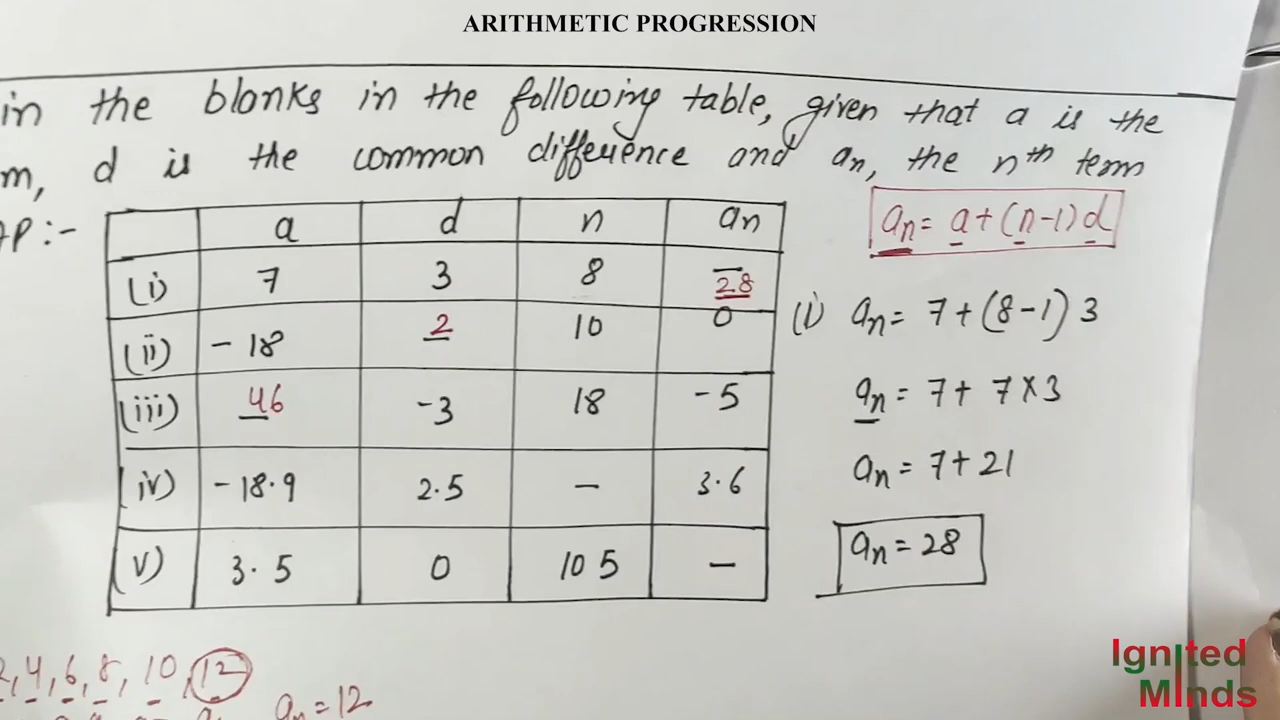 ARITHMETIC PROGRESSION
in the blanks in the following table, given that a is the
m, d is the common difference and an, the nth term
AP :-
a d n an
(i) 7 3 8 28
(ii) -18 2 10 0
(iii) 46 -3 18 -5
(iv) -18.9 2.5 - 3.6
(v) 3.5 0 105 -
an = a + (n-1) d
(i) an = 7 + (8-1) 3
an = 7 + 7 × 3
an = 7 + 21
an = 28
2, 4, 6, 8, 10, 12
an = 12
Ignited
Minds